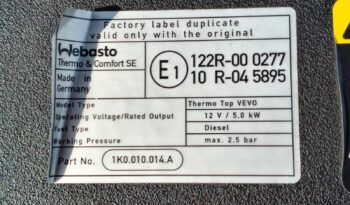 Factory label duplicate
valid only with the original
Webasto
Thermo & Comfort SE
Made in
Germany
E1
122R-00 0277
10 R-04 5895
Model Type Thermo Top VEVO
Operating Voltage/Rated Output 12 V / 5,0 kW
Fuel Type Diesel
Working Pressure max. 2.5 bar
Part No. 1K0.010.014.A